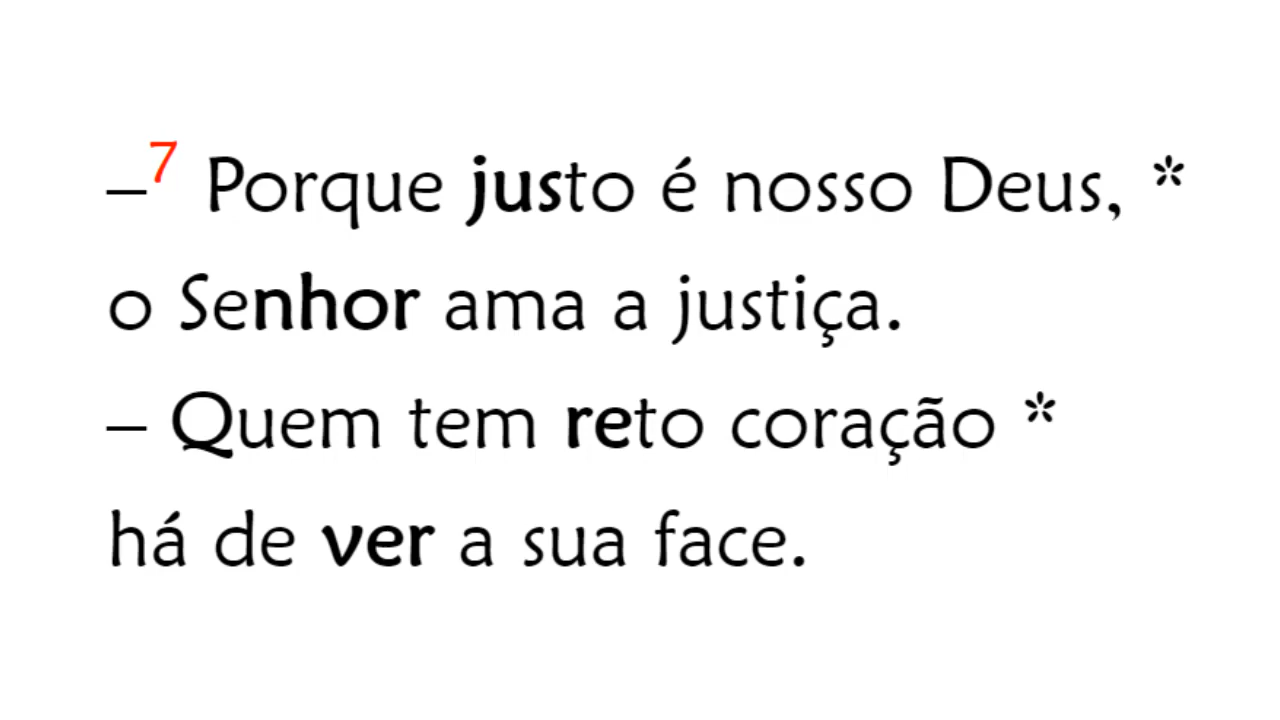 –7 Porque justo é nosso Deus, *
o Senhor ama a justiça.
– Quem tem reto coração *
há de ver a sua face.